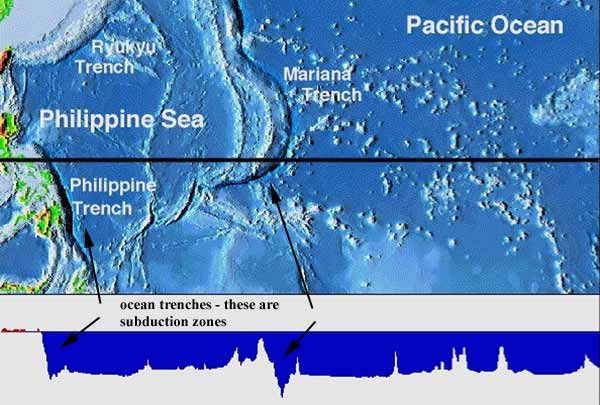 Pacific Ocean
Ryukyu
Trench
Mariana
Trench
Philippine Sea
Philippine
Trench
ocean trenches - these are
subduction zones